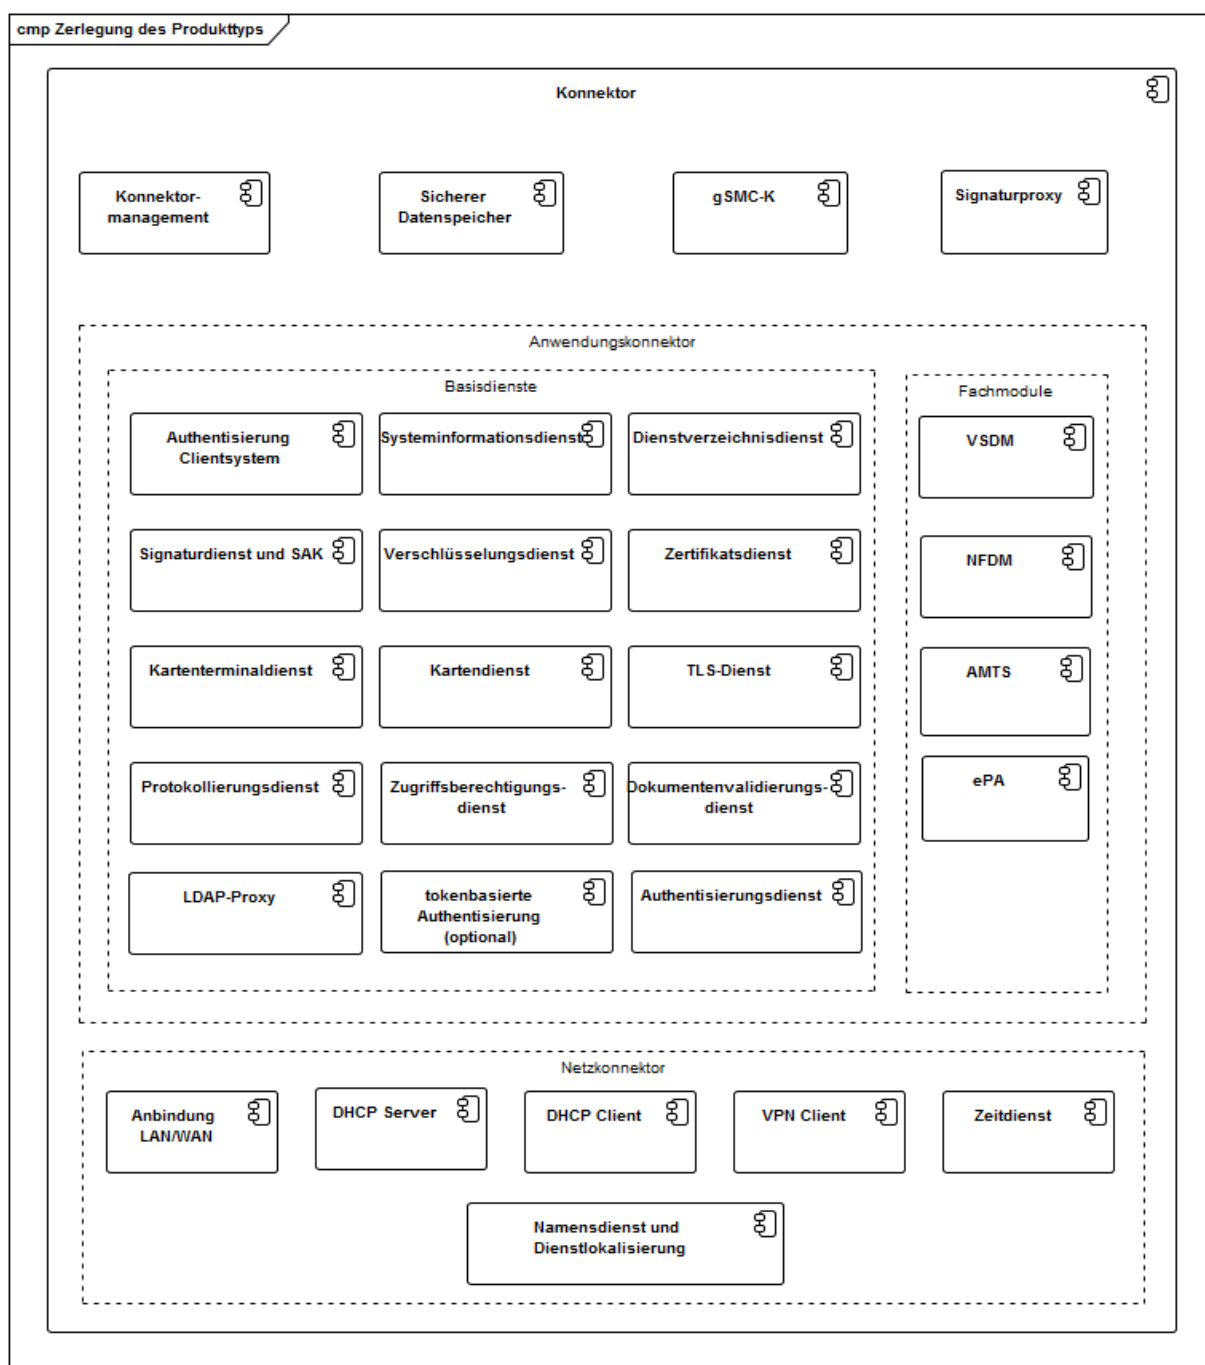 cmp Zerlegung des Produkttyps
Konnektor
Konnektor-
management
Sicherer
Datenspeicher
gSMC-K
Signaturproxy
Anwendungskonnektor
Basisdienste
Authentisierung
Clientsystem
Systeminformationsdienst
Dienstverzeichnisdienst
Signaturdienst und SAK
Verschlüsselungsdienst
Zertifikatsdienst
Kartenterminaldienst
Kartendienst
TLS-Dienst
Protokollierungsdienst
Zugriffsberechtigungs-
dienst
Dokumentenvalidierungs-
dienst
LDAP-Proxy
tokenbasierte
Authentisierung
(optional)
Authentisierungsdienst
Fachmodule
VSDM
NFDM
AMTS
ePA
Netzkonnektor
Anbindung
LAN/WAN
DHCP Server
DHCP Client
VPN Client
Zeitdienst
Namensdienst und
Dienstlokalisierung